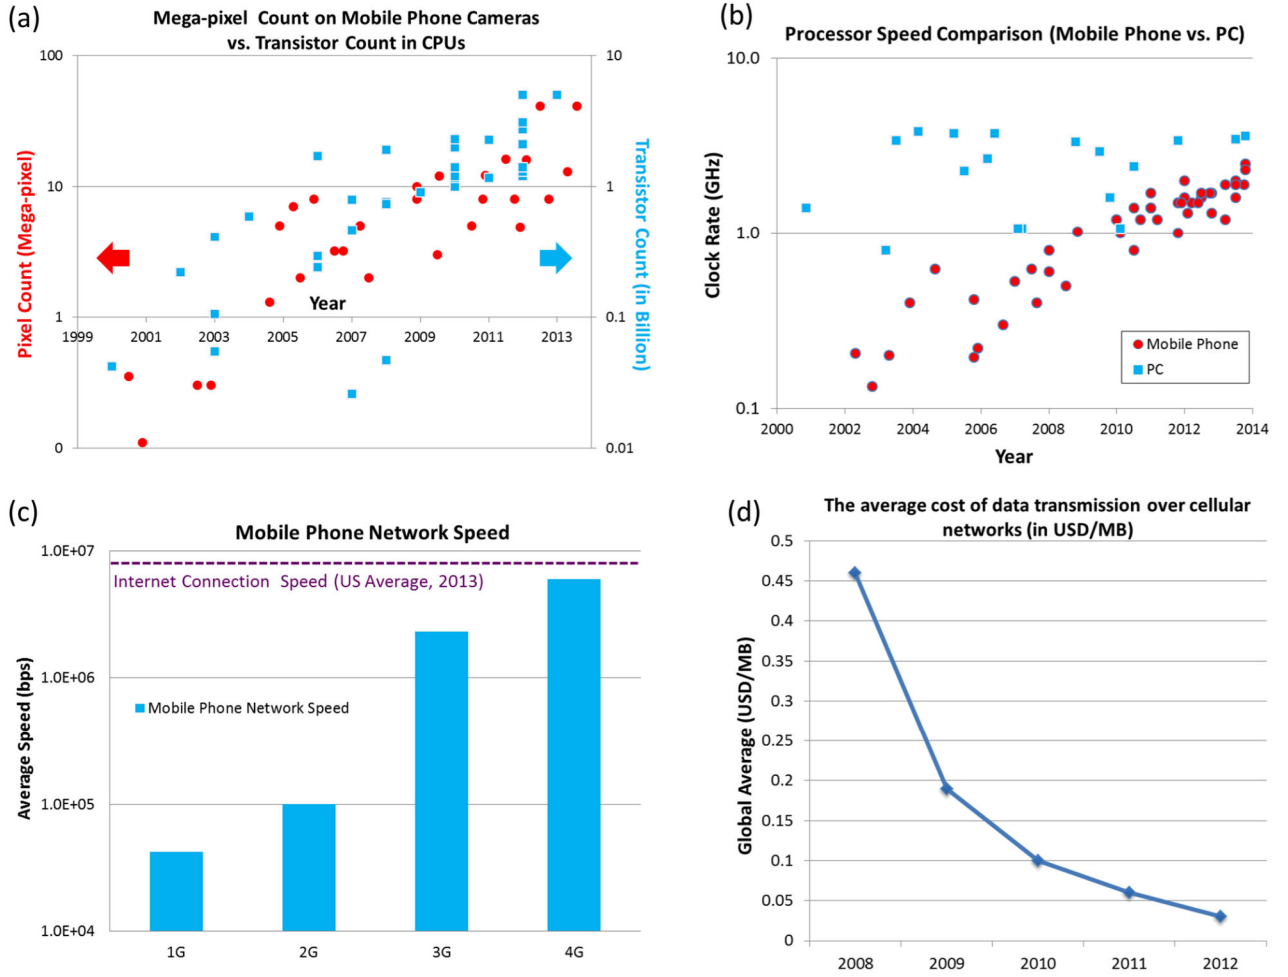 (a)
Mega-pixel Count on Mobile Phone Cameras
vs. Transistor Count in CPUs
100
10
1
0
Pixel Count (Mega-pixel)
10
1
0.1
0.01
Transistor Count (in Billion)
Year
1999 2001 2003 2005 2007 2009 2011 2013
(b)
Processor Speed Comparison (Mobile Phone vs. PC)
10.0
1.0
0.1
Clock Rate (GHz)
Mobile Phone
PC
2000 2002 2004 2006 2008 2010 2012 2014
Year
(c)
Mobile Phone Network Speed
1.0E+07
1.0E+06
1.0E+05
1.0E+04
Average Speed (bps)
Internet Connection Speed (US Average, 2013)
Mobile Phone Network Speed
1G 2G 3G 4G
(d)
The average cost of data transmission over cellular
networks (in USD/MB)
0.5
0.45
0.4
0.35
0.3
0.25
0.2
0.15
0.1
0.05
0
Global Average (USD/MB)
2008 2009 2010 2011 2012